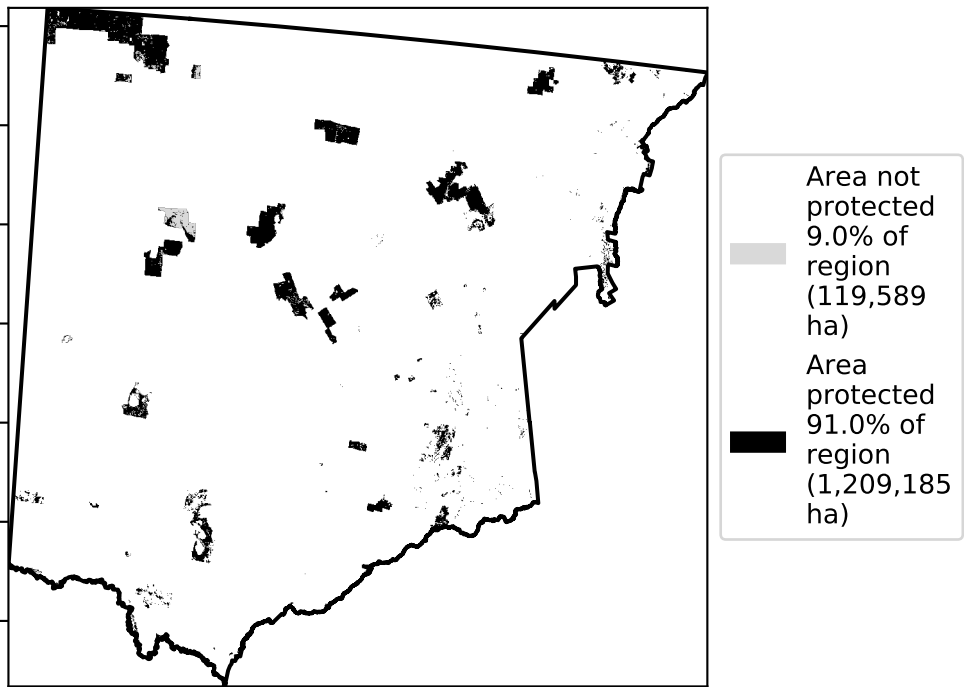 Area not
protected
9.0% of
region
(119,589
ha)
Area
protected
91.0% of
region
(1,209,185
ha)